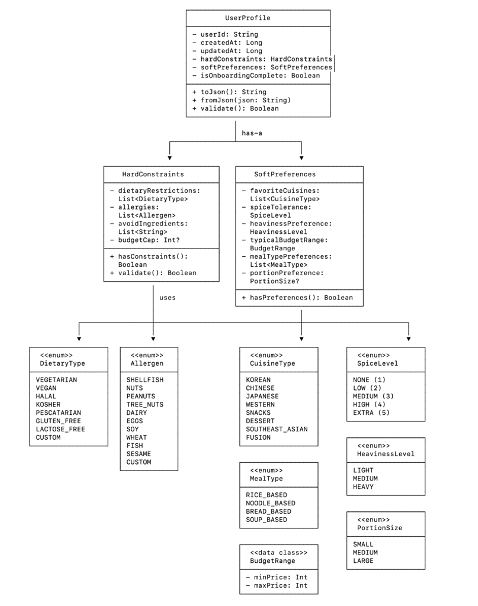 UserProfile
- userId: String
- createdAt: Long
- updatedAt: Long
- hardConstraints: HardConstraints
- softPreferences: SoftPreferences
- isOnboardingComplete: Boolean
+ toJson(): String
+ fromJson(json: String)
+ validate(): Boolean
has-a
HardConstraints
- dietaryRestrictions:
List<DietaryType>
- allergies:
List<Allergen>
- avoidIngredients:
List<String>
- budgetCap: Int?
+ hasConstraints():
Boolean
+ validate(): Boolean
SoftPreferences
- favoriteCuisines:
List<CuisineType>
- spiceTolerance:
SpiceLevel
- heavinessPreference:
HeavinessLevel
- typicalBudgetRange:
BudgetRange
- mealTypePreferences:
List<MealType>
- portionPreference:
PortionSize?
+ hasPreferences(): Boolean
uses
<<enum>>
DietaryType
VEGETARIAN
VEGAN
HALAL
KOSHER
PESCATARIAN
GLUTEN_FREE
LACTOSE_FREE
CUSTOM
<<enum>>
Allergen
SHELLFISH
NUTS
PEANUTS
TREE_NUTS
DAIRY
EGGS
SOY
WHEAT
FISH
SESAME
CUSTOM
<<enum>>
CuisineType
KOREAN
CHINESE
JAPANESE
WESTERN
SNACKS
DESSERT
SOUTHEAST_ASIAN
FUSION
<<enum>>
SpiceLevel
NONE (1)
LOW (2)
MEDIUM (3)
HIGH (4)
EXTRA (5)
<<enum>>
HeavinessLevel
LIGHT
MEDIUM
HEAVY
<<enum>>
MealType
RICE_BASED
NOODLE_BASED
BREAD_BASED
SOUP_BASED
<<enum>>
PortionSize
SMALL
MEDIUM
LARGE
<<data class>>
BudgetRange
- minPrice: Int
- maxPrice: Int